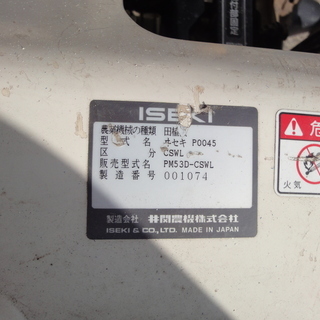 ISEKI
農業機械の種類 田植
型式名 ヰセキ P0045
区分 CSWL
販売型式名 PM53D-CSWL
製造番号 001074
製造会社 井関農機株式会社
ISEKI & CO., LTD. MADE IN JAPAN
危
火気